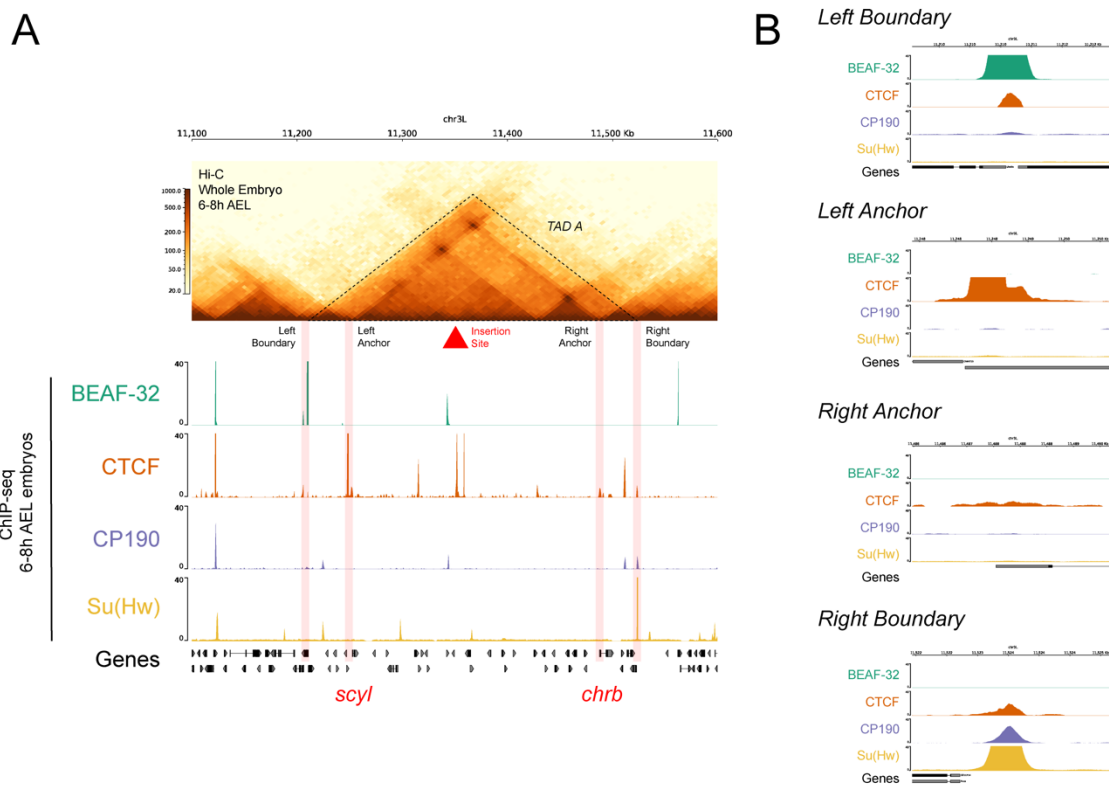 A
chr3L
11,100 11,200 11,300 11,400 11,500 Kb 11,600
Hi-C
Whole Embryo
6-8h AEL
1000.0
500.0
200.0
100.0
50.0
20.0
TAD A
Left Boundary
Left Anchor
Insertion Site
Right Anchor
Right Boundary
ChIP-seq
6-8h AEL embryos
BEAF-32
40
0
CTCF
40
0
CP190
40
0
Su(Hw)
40
0
Genes
scyl
chrb
B
Left Boundary
BEAF-32
CTCF
CP190
Su(Hw)
Genes
Left Anchor
BEAF-32
CTCF
CP190
Su(Hw)
Genes
Right Anchor
BEAF-32
CTCF
CP190
Su(Hw)
Genes
Right Boundary
BEAF-32
CTCF
CP190
Su(Hw)
Genes